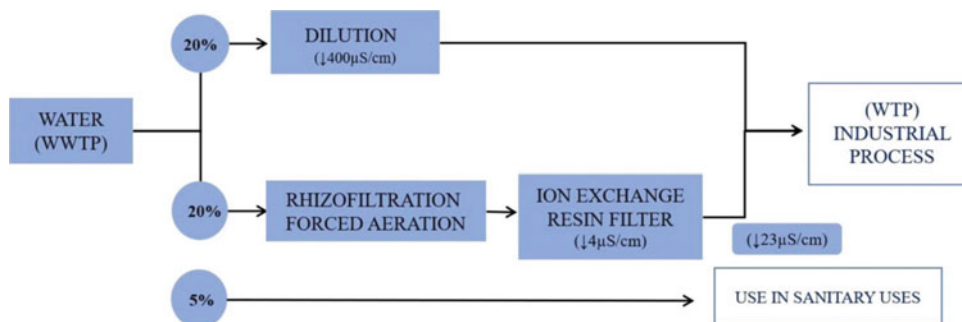 20%
DILUTION
(↓400µS/cm)
WATER
(WWTP)
(WTP)
INDUSTRIAL
PROCESS
20%
RHIZOFILTRATION
FORCED AERATION
ION EXCHANGE
RESIN FILTER
(↓4µS/cm)
(↓23µS/cm)
5%
USE IN SANITARY USES